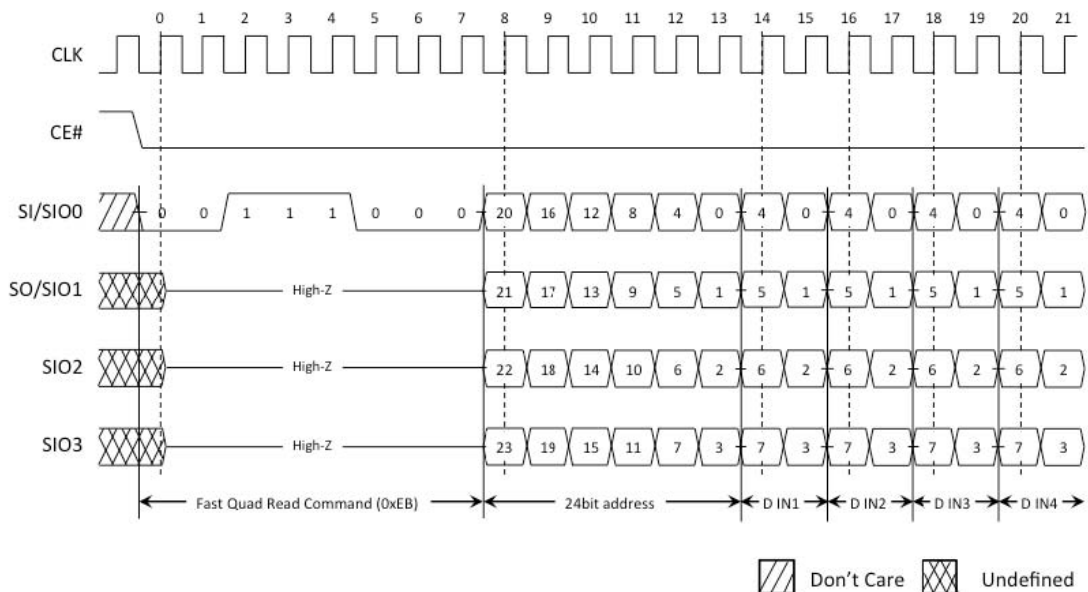 0 1 2 3 4 5 6 7 8 9 10 11 12 13 14 15 16 17 18 19 20 21
CLK
CE#
SI/SIO0 0 0 1 1 1 0 0 0 20 16 12 8 4 0 4 0 4 0 4 0 4 0
SO/SIO1 High-Z 21 17 13 9 5 1 5 1 5 1 5 1 5 1
SIO2 High-Z 22 18 14 10 6 2 6 2 6 2 6 2 6 2
SIO3 High-Z 23 19 15 11 7 3 7 3 7 3 7 3 7 3
Fast Quad Read Command (0xEB) 24bit address D IN1 D IN2 D IN3 D IN4
Don't Care Undefined